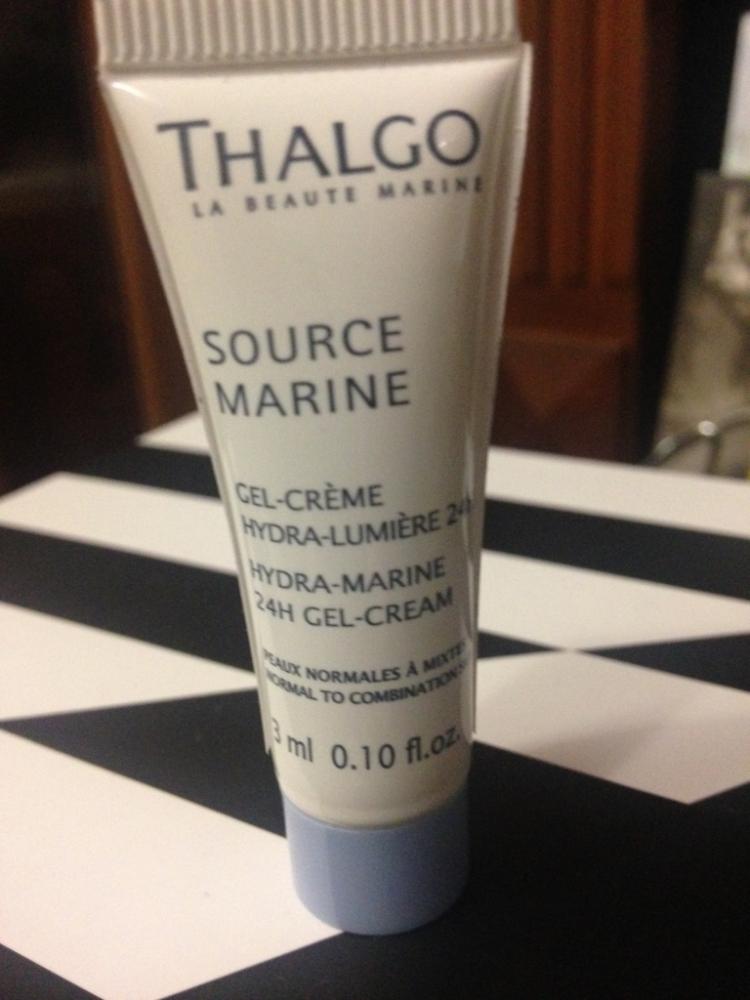 THALGO
LA BEAUTE MARINE
SOURCE
MARINE
GEL-CRÈME
HYDRA-LUMIÈRE 24h
HYDRA-MARINE
24H GEL-CREAM
PEAUX NORMALES À MIXTES
NORMAL TO COMBINATION
3 ml 0.10 fl.oz.